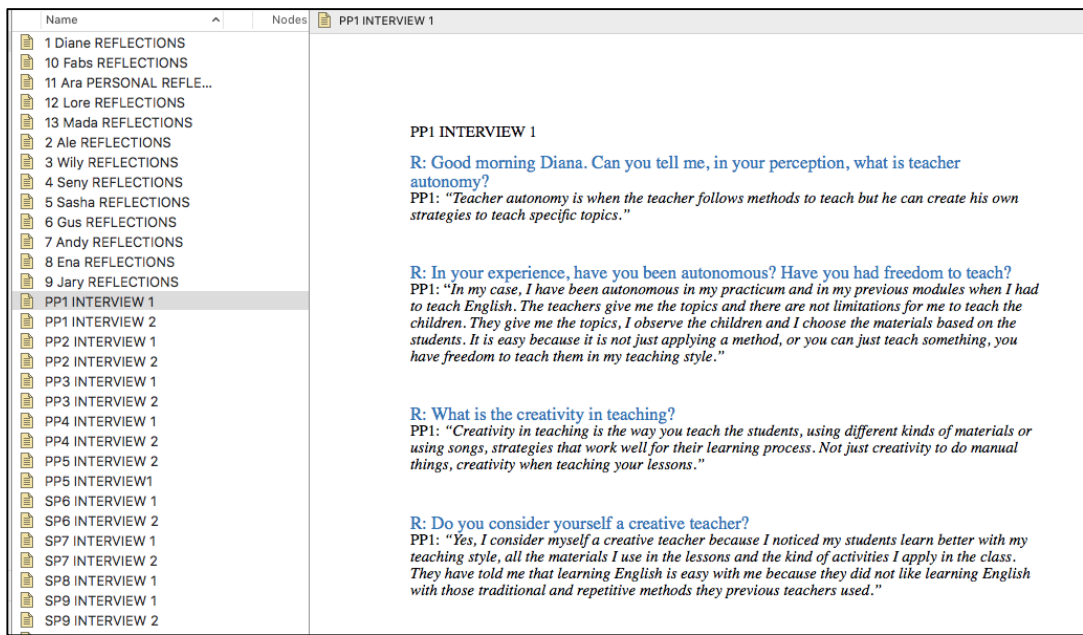 Name
Nodes
PP1 INTERVIEW 1
1 Diane REFLECTIONS
10 Fabs REFLECTIONS
11 Ara PERSONAL REFLE...
12 Lore REFLECTIONS
13 Mada REFLECTIONS
2 Ale REFLECTIONS
3 Wily REFLECTIONS
4 Seny REFLECTIONS
5 Sasha REFLECTIONS
6 Gus REFLECTIONS
7 Andy REFLECTIONS
8 Ena REFLECTIONS
9 Jary REFLECTIONS
PP1 INTERVIEW 1
PP1 INTERVIEW 2
PP2 INTERVIEW 1
PP2 INTERVIEW 2
PP3 INTERVIEW 1
PP3 INTERVIEW 2
PP4 INTERVIEW 1
PP4 INTERVIEW 2
PP5 INTERVIEW 2
PP5 INTERVIEW1
SP6 INTERVIEW 1
SP6 INTERVIEW 2
SP7 INTERVIEW 1
SP7 INTERVIEW 2
SP8 INTERVIEW 1
SP9 INTERVIEW 1
SP9 INTERVIEW 2
PP1 INTERVIEW 1
R: Good morning Diana. Can you tell me, in your perception, what is teacher
autonomy?
PP1: “Teacher autonomy is when the teacher follows methods to teach but he can create his own
strategies to teach specific topics.”
R: In your experience, have you been autonomous? Have you had freedom to teach?
PP1: “In my case, I have been autonomous in my practicum and in my previous modules when I had
to teach English. The teachers give me the topics and there are not limitations for me to teach the
children. They give me the topics, I observe the children and I choose the materials based on the
students. It is easy because it is not just applying a method, or you can just teach something, you
have freedom to teach them in my teaching style.”
R: What is the creativity in teaching?
PP1: “Creativity in teaching is the way you teach the students, using different kinds of materials or
using songs, strategies that work well for their learning process. Not just creativity to do manual
things, creativity when teaching your lessons.”
R: Do you consider yourself a creative teacher?
PP1: “Yes, I consider myself a creative teacher because I noticed my students learn better with my
teaching style, all the materials I use in the lessons and the kind of activities I apply in the class.
They have told me that learning English is easy with me because they did not like learning English
with those traditional and repetitive methods they previous teachers used.”